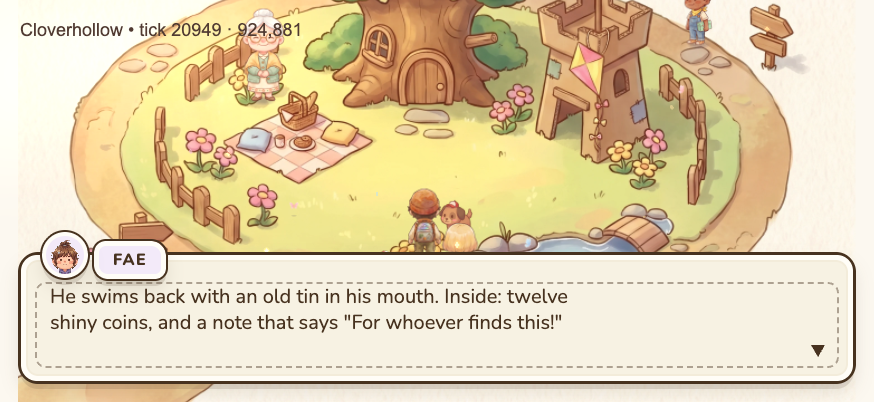 Cloverhollow • tick 20949 · 924,881
FAE
He swims back with an old tin in his mouth. Inside: twelve
shiny coins, and a note that says "For whoever finds this!"